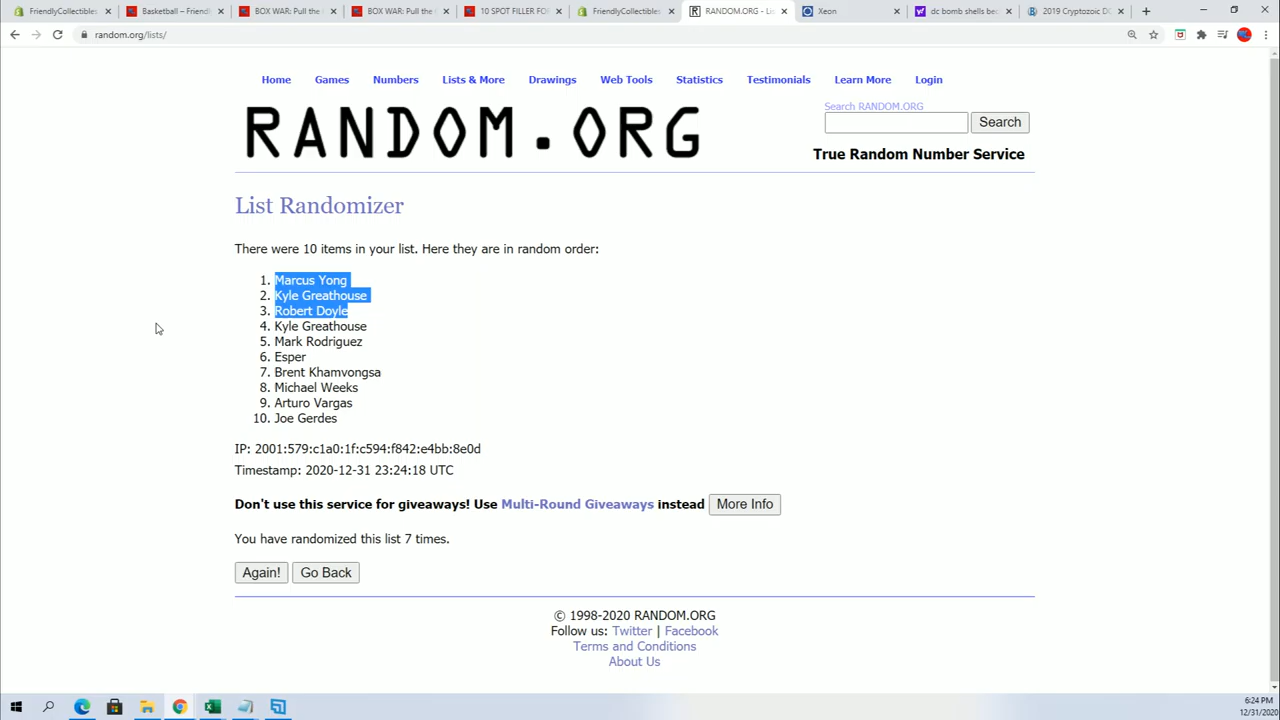 FriendlyCollectibles
Basketball – Friendl
BOX WAR: Pull the
BOX WAR: Pull the
10 SPOT FILLER FO
FriendlyCollectibles
RANDOM.ORG - Lis
Xeon
dc bomb shells be
2019 Cryptozoic DC
random.org/lists/
Home Games Numbers Lists & More Drawings Web Tools Statistics Testimonials Learn More Login
RANDOM.ORG
Search RANDOM.ORG
Search
True Random Number Service
List Randomizer
There were 10 items in your list. Here they are in random order:
1. Marcus Yong
2. Kyle Greathouse
3. Robert Doyle
4. Kyle Greathouse
5. Mark Rodriguez
6. Esper
7. Brent Khamvongsa
8. Michael Weeks
9. Arturo Vargas
10. Joe Gerdes
IP: 2001:579:c1a0:1f:c594:f842:e4bb:8e0d
Timestamp: 2020-12-31 23:24:18 UTC
Don't use this service for giveaways! Use Multi-Round Giveaways instead More Info
You have randomized this list 7 times.
Again! Go Back
© 1998-2020 RANDOM.ORG
Follow us: Twitter | Facebook
Terms and Conditions
About Us
6:24 PM
12/31/2020